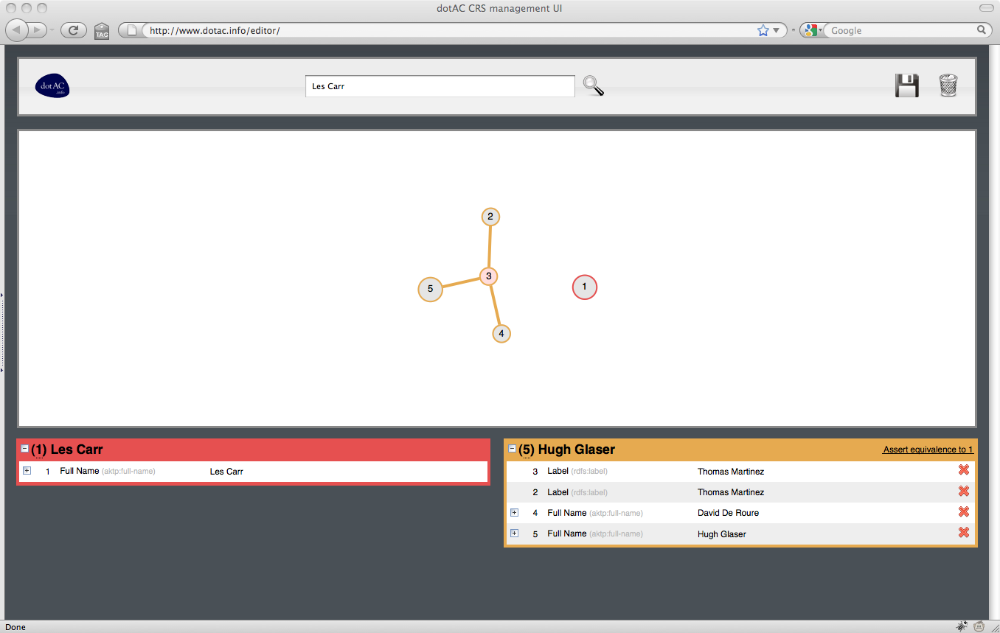 dotAC CRS management UI
TAG
http://www.dotac.info/editor/
Google
dotAC
.info
Les Carr
2
3
5
1
4
(1) Les Carr
1 Full Name (aktp:full-name) Les Carr
(5) Hugh Glaser Assert equivalence to 1
3 Label (rdfs:label) Thomas Martinez
2 Label (rdfs:label) Thomas Martinez
4 Full Name (aktp:full-name) David De Roure
5 Full Name (aktp:full-name) Hugh Glaser
Done